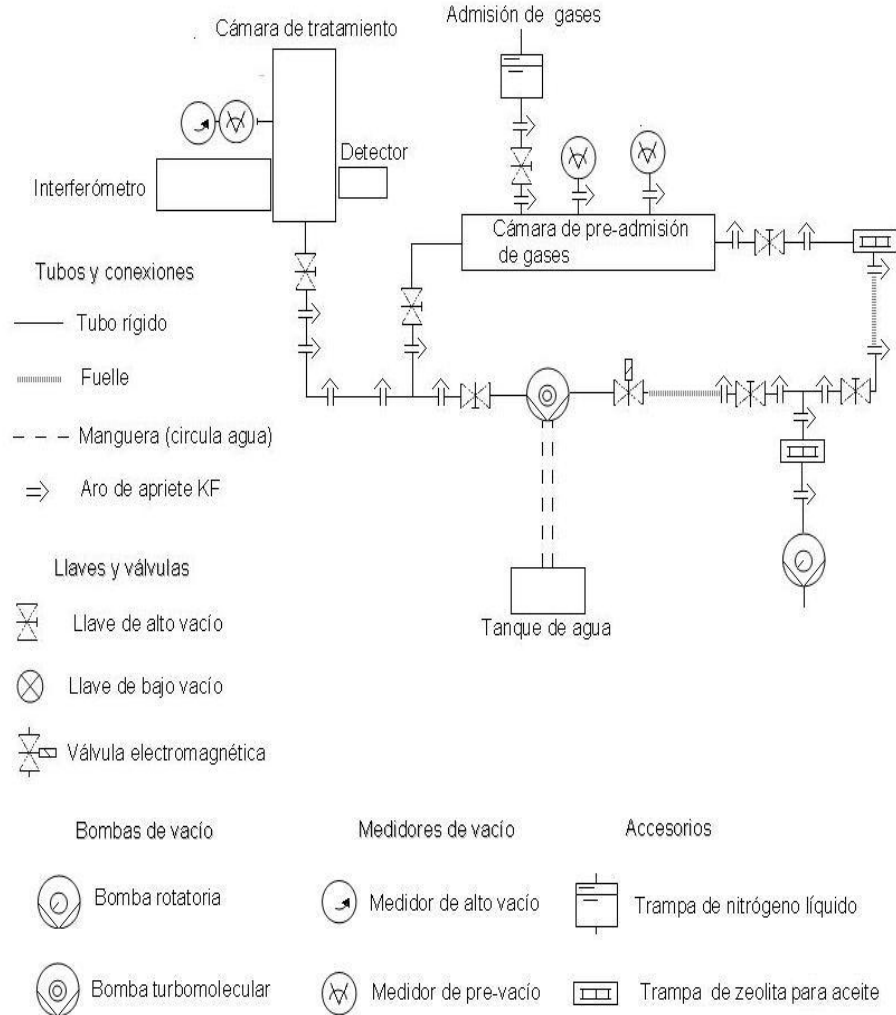 Admisión de gases
Cámara de tratamiento
Detector
Interferómetro
Cámara de pre-admisión
de gases
Tubos y conexiones
Tubo rígido
Fuelle
Manguera (circula agua)
Aro de apriete KF
Tanque de agua
Llaves y válvulas
Llave de alto vacío
Llave de bajo vacío
Válvula electromagnética
Bombas de vacío
Bomba rotatoria
Bomba turbomolecular
Medidores de vacío
Medidor de alto vacío
Medidor de pre-vacío
Accesorios
Trampa de nitrógeno líquido
Trampa de zeolita para aceite